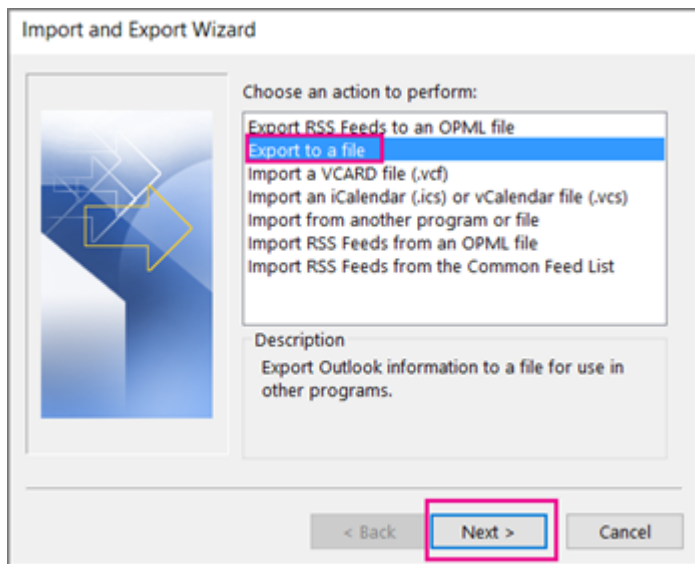 Import and Export Wizard
Choose an action to perform:
Export RSS Feeds to an OPML file
Export to a file
Import a VCARD file (.vcf)
Import an iCalendar (.ics) or vCalendar file (.vcs)
Import from another program or file
Import RSS Feeds from an OPML file
Import RSS Feeds from the Common Feed List
Description
Export Outlook information to a file for use in
other programs.
< Back Next > Cancel